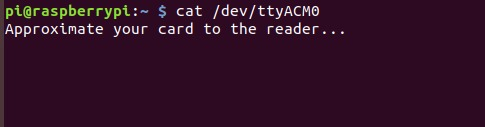 pi@raspberrypi:~ $ cat /dev/ttyACM0
Approximate your card to the reader...